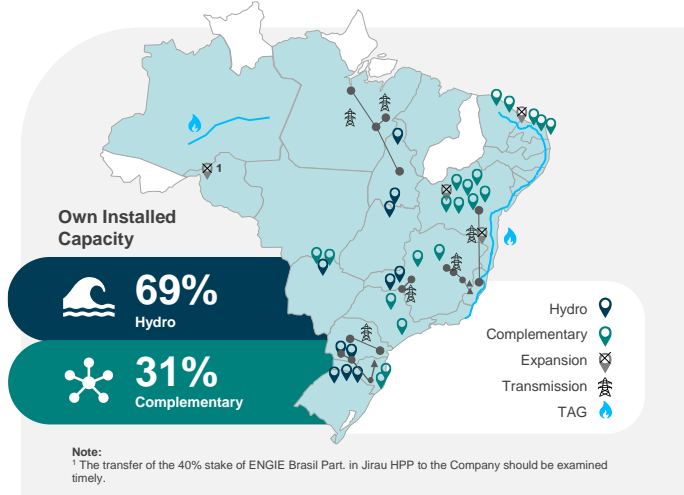 1
Own Installed
Capacity
69%
Hydro
31%
Complementary
Hydro
Complementary
Expansion
Transmission
TAG
Note:
1 The transfer of the 40% stake of ENGIE Brasil Part. in Jirau HPP to the Company should be examined
timely.